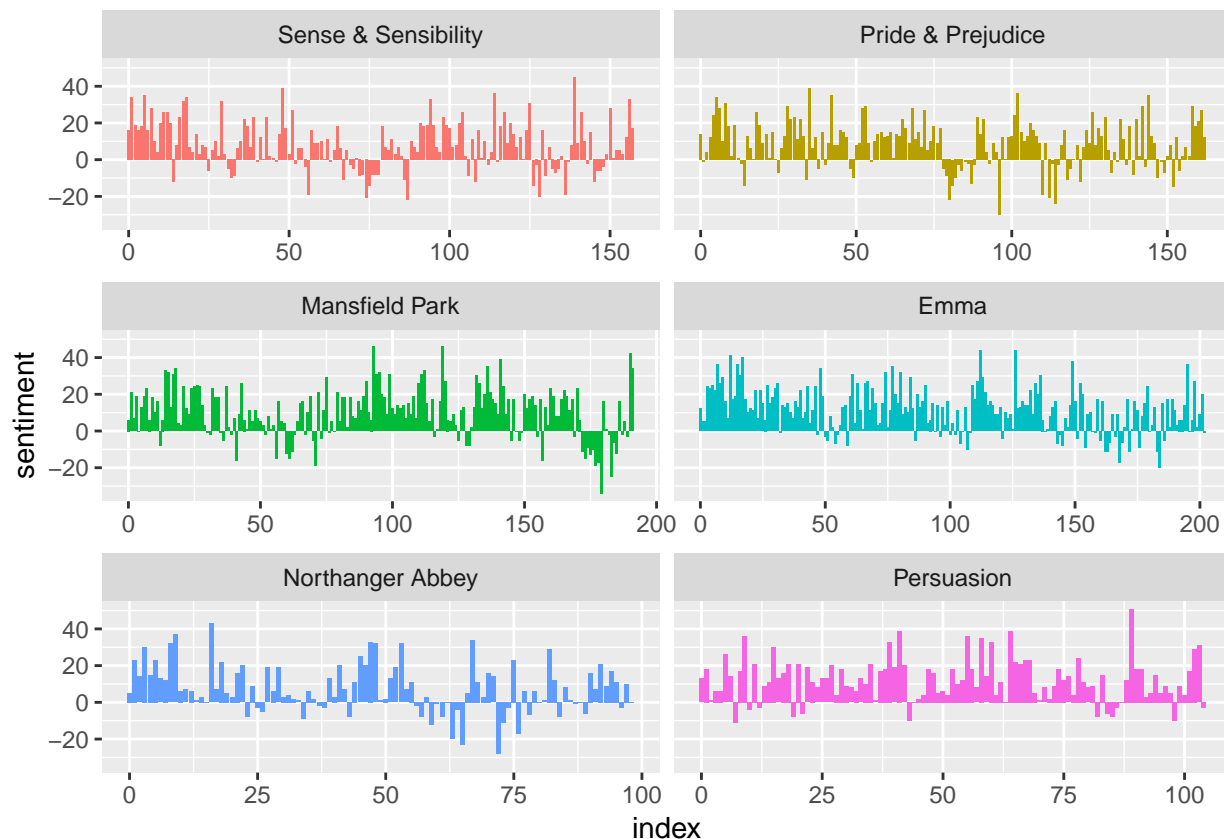 Sense & Sensibility Pride & Prejudice
40
20
0
−20
0 50 100 150 0 50 100 150
Mansfield Park Emma
40
20
0
−20
0 50 100 150 200 0 50 100 150 200
Northanger Abbey Persuasion
40
20
0
−20
0 25 50 75 100 0 25 50 75 100
sentiment
index